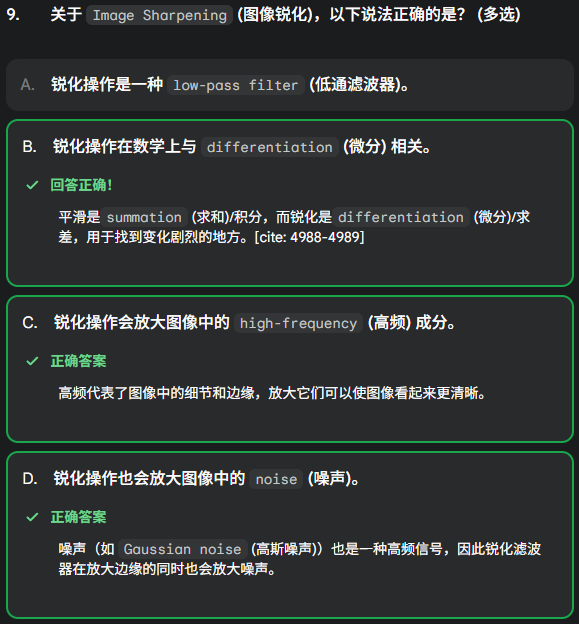 9. 关于 Image Sharpening (图像锐化)，以下说法正确的是？ (多选)
A. 锐化操作是一种 low-pass filter (低通滤波器)。
B. 锐化操作在数学上与 differentiation (微分) 相关。
回答正确！
平滑是 summation (求和)/积分，而锐化是 differentiation (微分)/求
差，用于找到变化剧烈的地方。[cite: 4988-4989]
C. 锐化操作会放大图像中的 high-frequency (高频) 成分。
正确答案
高频代表了图像中的细节和边缘，放大它们可以使图像看起来更清晰。
D. 锐化操作也会放大图像中的 noise (噪声)。
正确答案
噪声（如 Gaussian noise (高斯噪声)）也是一种高频信号，因此锐化滤波
器在放大边缘的同时也会放大噪声。